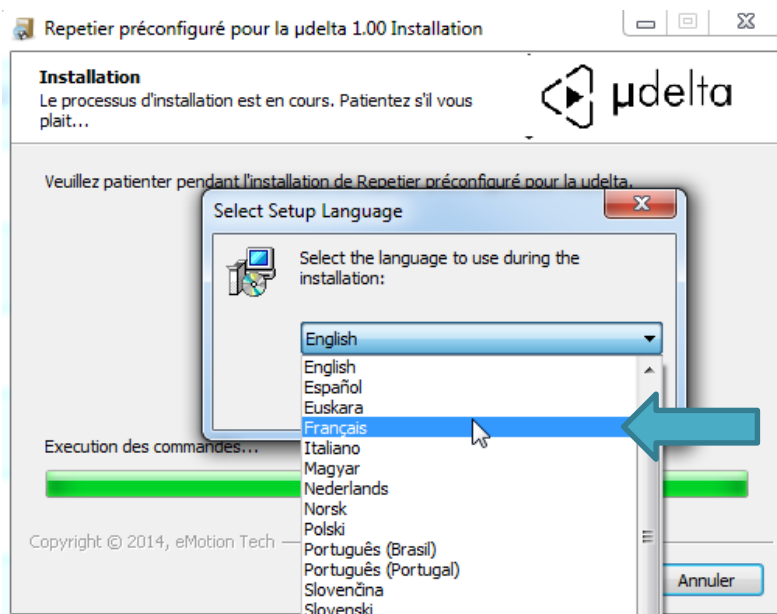 Repetier préconfiguré pour la µdelta 1.00 Installation
Installation
Le processus d'installation est en cours. Patientez s'il vous
plait...
µdelta
Veuillez patienter pendant l'installation de Repetier préconfiguré pour la udelta.
Select Setup Language
Select the language to use during the
installation:
English
English
Español
Euskara
Français
Italiano
Magyar
Nederlands
Norsk
Polski
Português (Brasil)
Português (Portugal)
Slovenčina
Slovenski
Execution des commandes...
Copyright © 2014, eMotion Tech
Annuler